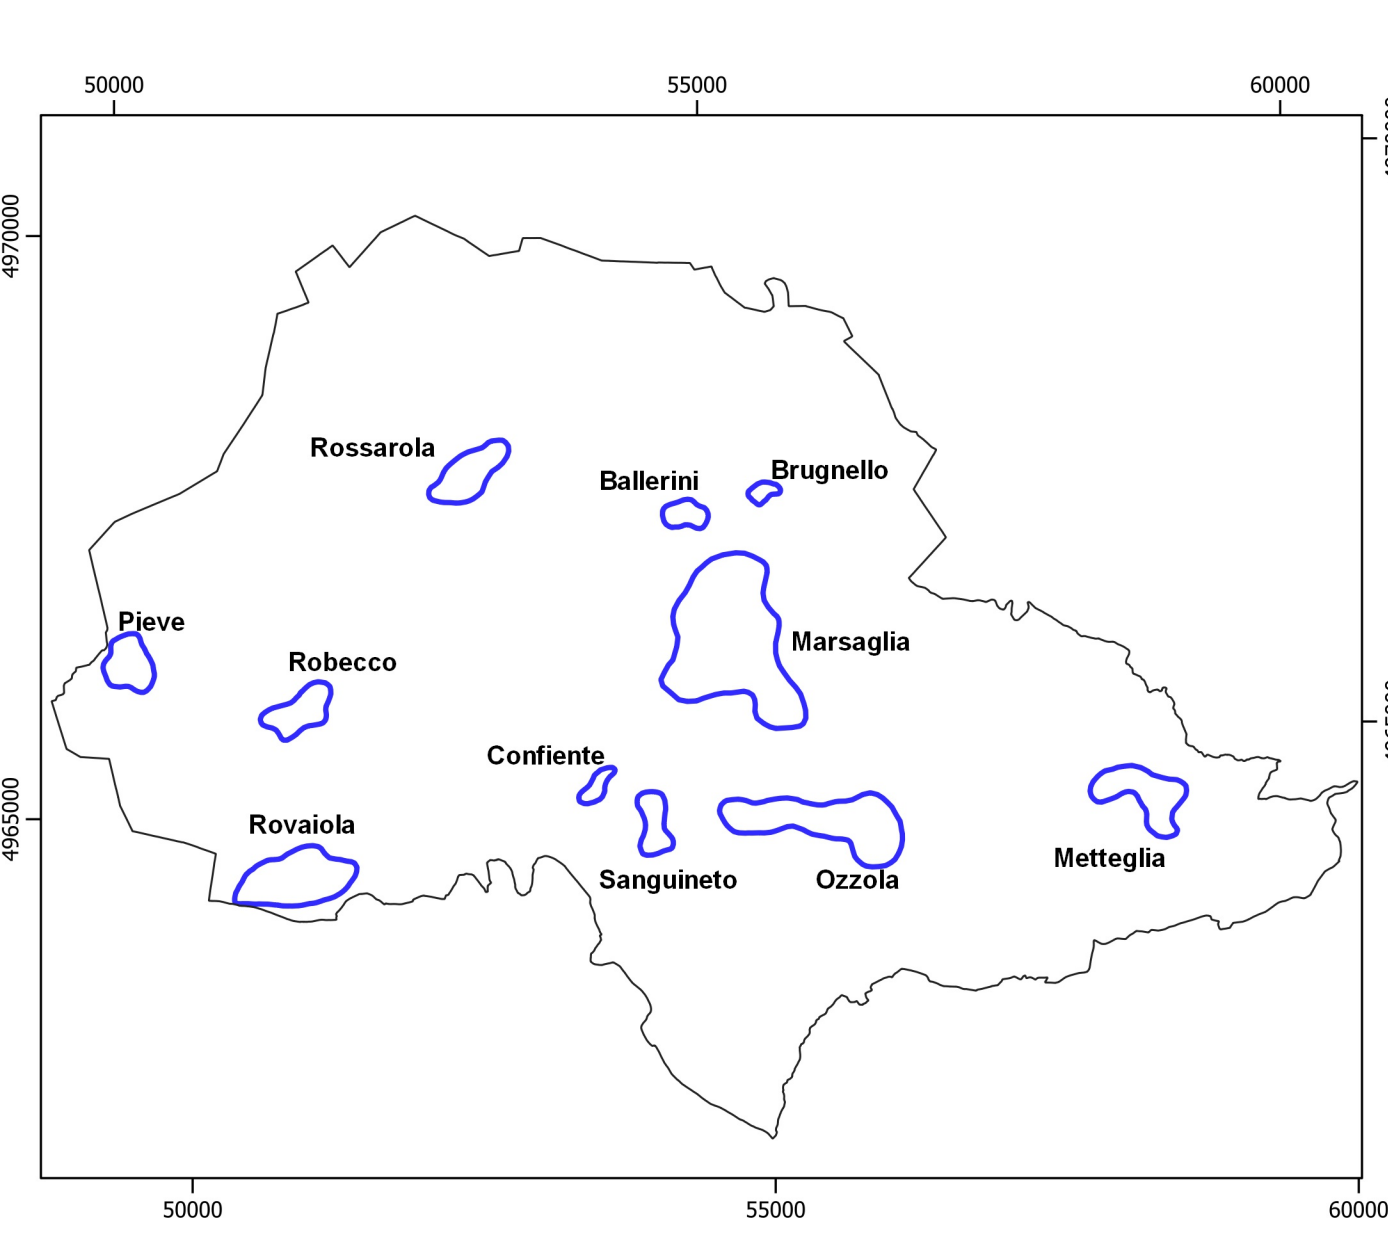 50000 55000 60000
4970000
Rossarola
Brugnello
Ballerini
Pieve
Marsaglia
Robecco
Confiente
4965000
Rovaiola
Metteglia
Sanguineto
Ozzola
50000 55000 60000